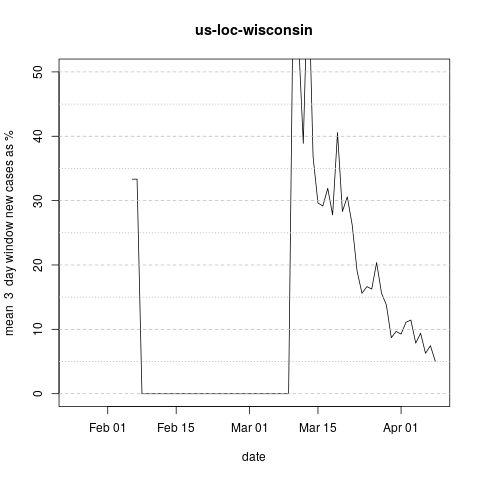 us-loc-wisconsin
mean 3 day window new cases as %
50
40
30
20
10
0
Feb 01 Feb 15 Mar 01 Mar 15 Apr 01
date